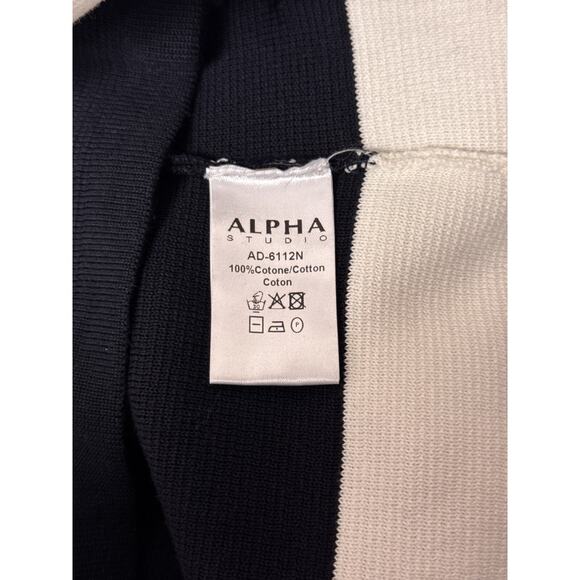 ALPHA
STUDIO
AD-6112N
100%Cotone/Cotton
Coton
P